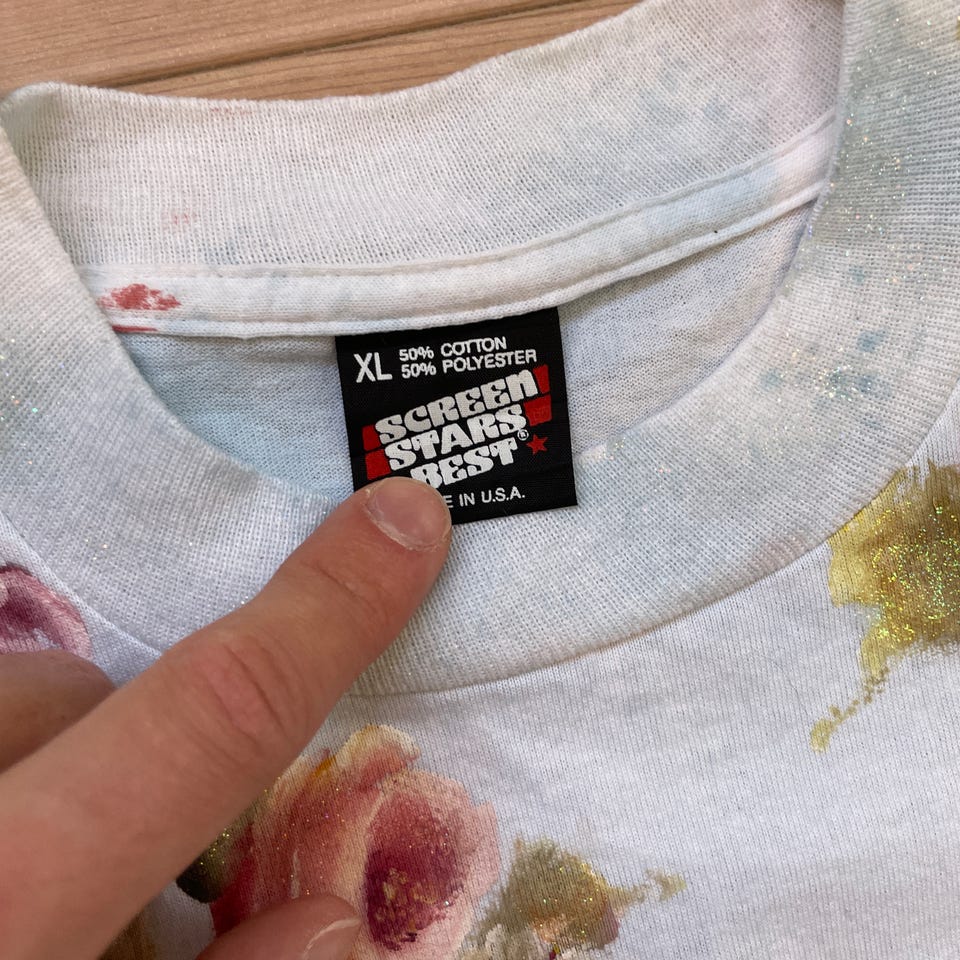 XL 50% COTTON
50% POLYESTER
SCREEN
STARS
BEST®
E IN U.S.A.